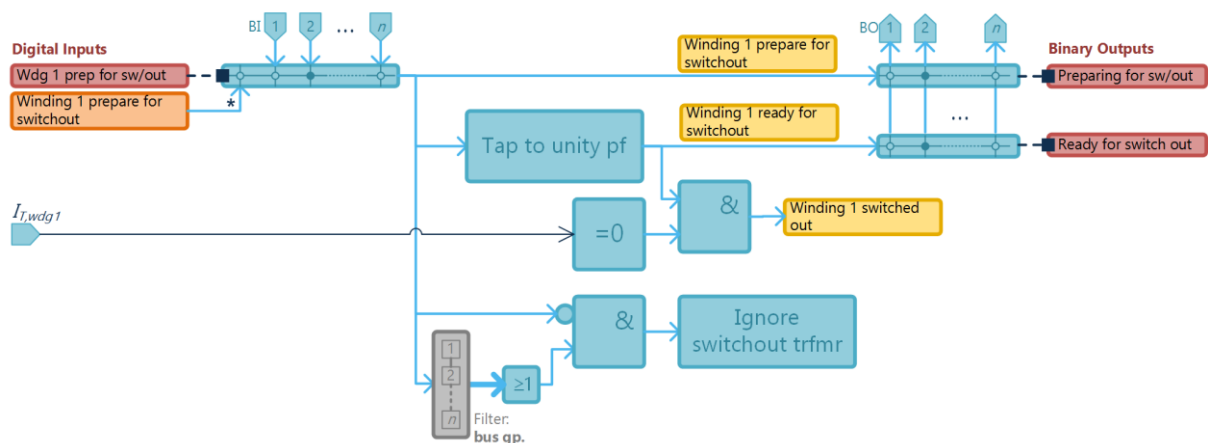 BI 1 2 ... n
BO 1 2 n
Digital Inputs
Winding 1 prepare for
switchout
Binary Outputs
Wdg 1 prep for sw/out
Preparing for sw/out
Winding 1 prepare for
switchout
*
...
Winding 1 ready for
switchout
Tap to unity pf
Ready for switch out
I T,wdg1
&
Winding 1 switched
out
=0
&
Ignore
switchout trfmr
1
2
n
≥1
Filter:
bus gp.